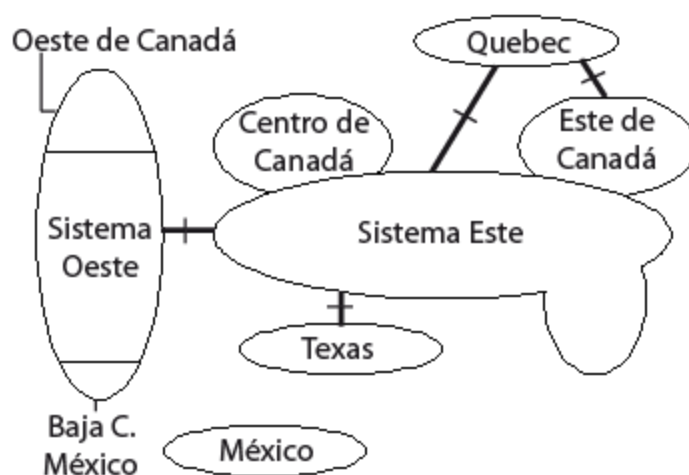 Oeste de Canadá
Quebec
Centro de
Canadá
Este de
Canadá
Sistema
Oeste
Sistema Este
Texas
Baja C.
México
México